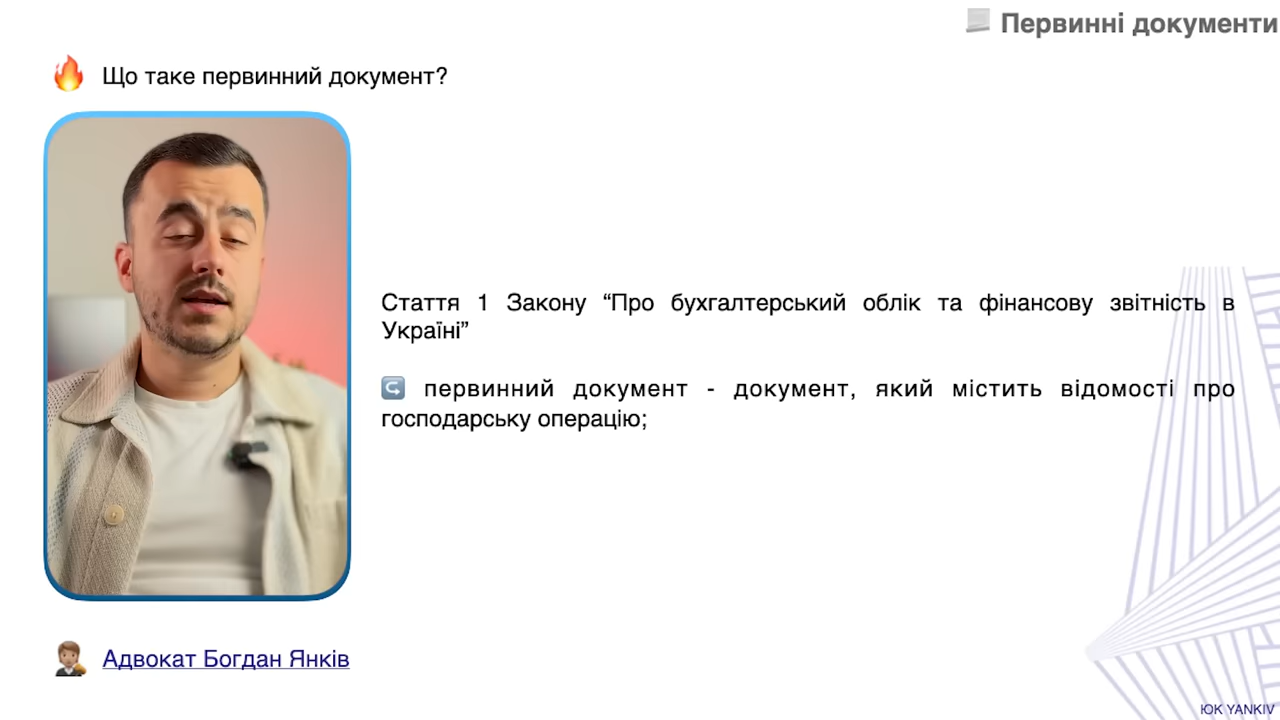 Первинні документи
Що таке первинний документ?
Стаття 1 Закону “Про бухгалтерський облік та фінансову звітність в
Україні”
первинний документ - документ, який містить відомості про
господарську операцію;
Адвокат Богдан Янків
ЮК YANKIV